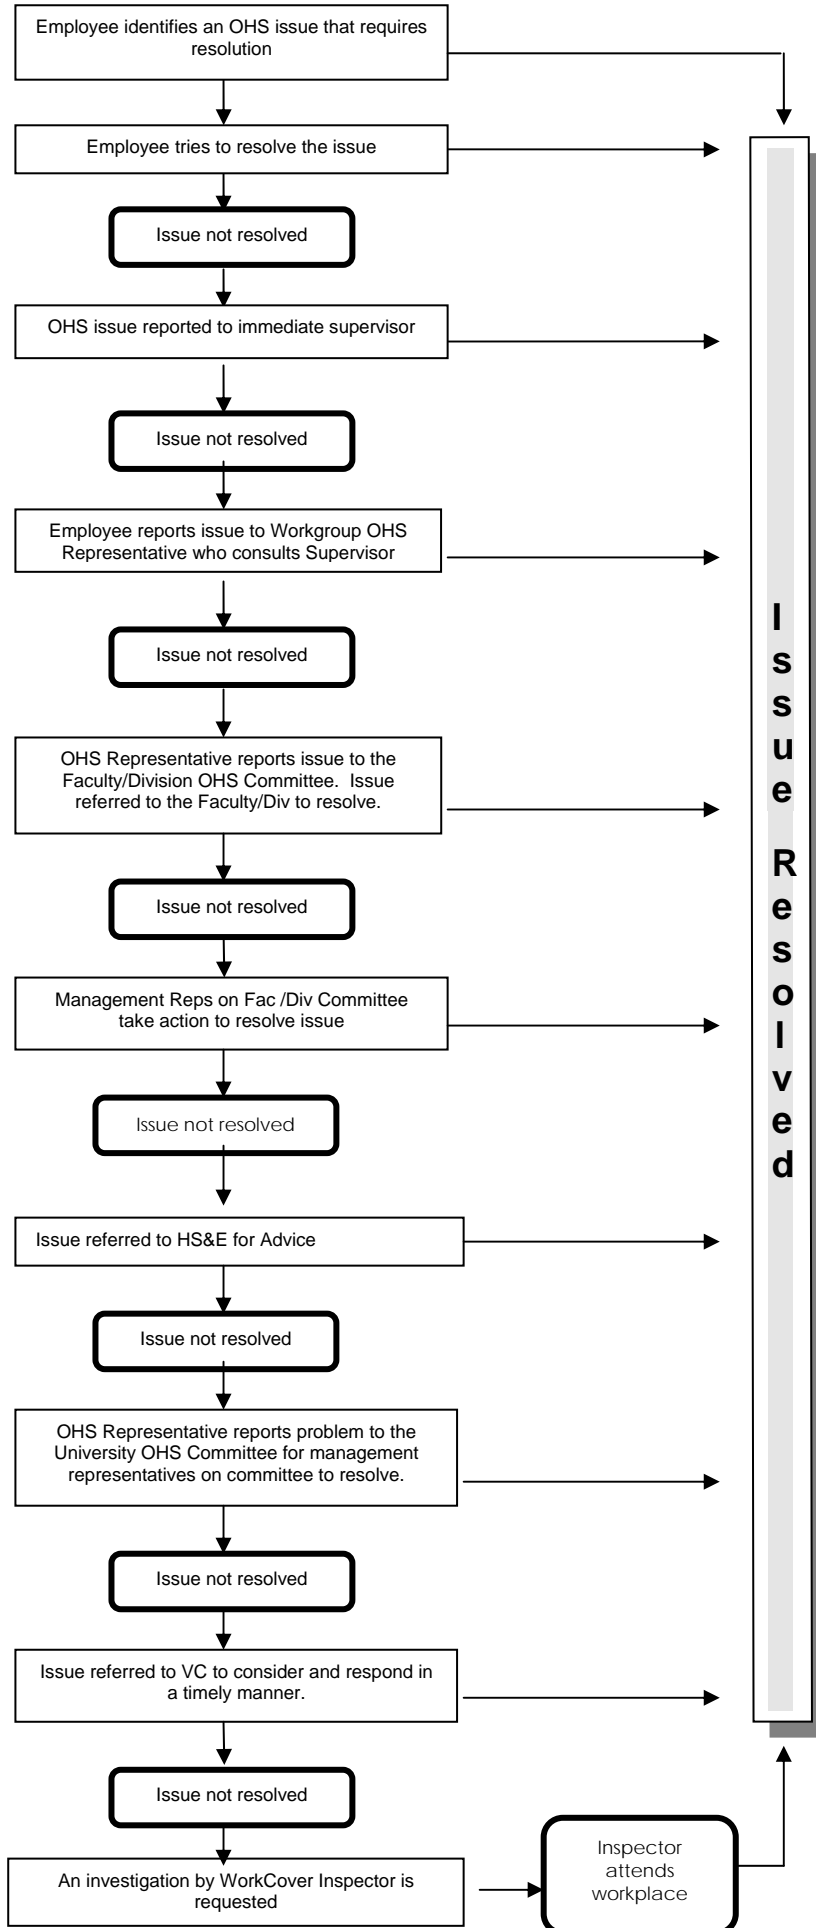 Employee identifies an OHS issue that requires
resolution
Employee tries to resolve the issue
Issue not resolved
OHS issue reported to immediate supervisor
Issue not resolved
Employee reports issue to Workgroup OHS
Representative who consults Supervisor
Issue not resolved
OHS Representative reports issue to the
Faculty/Division OHS Committee.  Issue
referred to the Faculty/Div to resolve.
Issue not resolved
Management Reps on Fac /Div Committee
take action to resolve issue
Issue not resolved
Issue referred to HS&E for Advice
Issue not resolved
OHS Representative reports problem to the
University OHS Committee for management
representatives on committee to resolve.
Issue not resolved
Issue referred to VC to consider and respond in
a timely manner.
Issue not resolved
An investigation by WorkCover Inspector is
requested
Inspector
attends
workplace
Issue Resolved